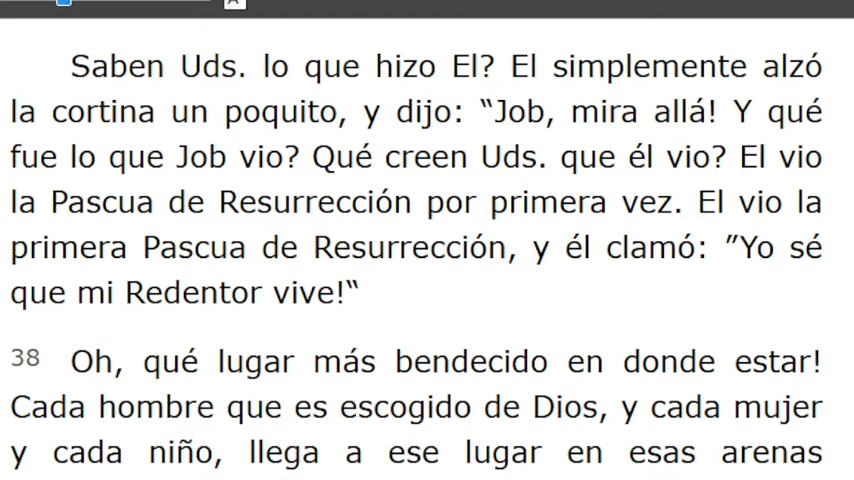 Saben Uds. lo que hizo El? El simplemente alzó
la cortina un poquito, y dijo: “Job, mira allá! Y qué
fue lo que Job vio? Qué creen Uds. que él vio? El vio
la Pascua de Resurrección por primera vez. El vio la
primera Pascua de Resurrección, y él clamó: ”Yo sé
que mi Redentor vive!“
38 Oh, qué lugar más bendecido en donde estar!
Cada hombre que es escogido de Dios, y cada mujer
y cada niño, llega a ese lugar en esas arenas